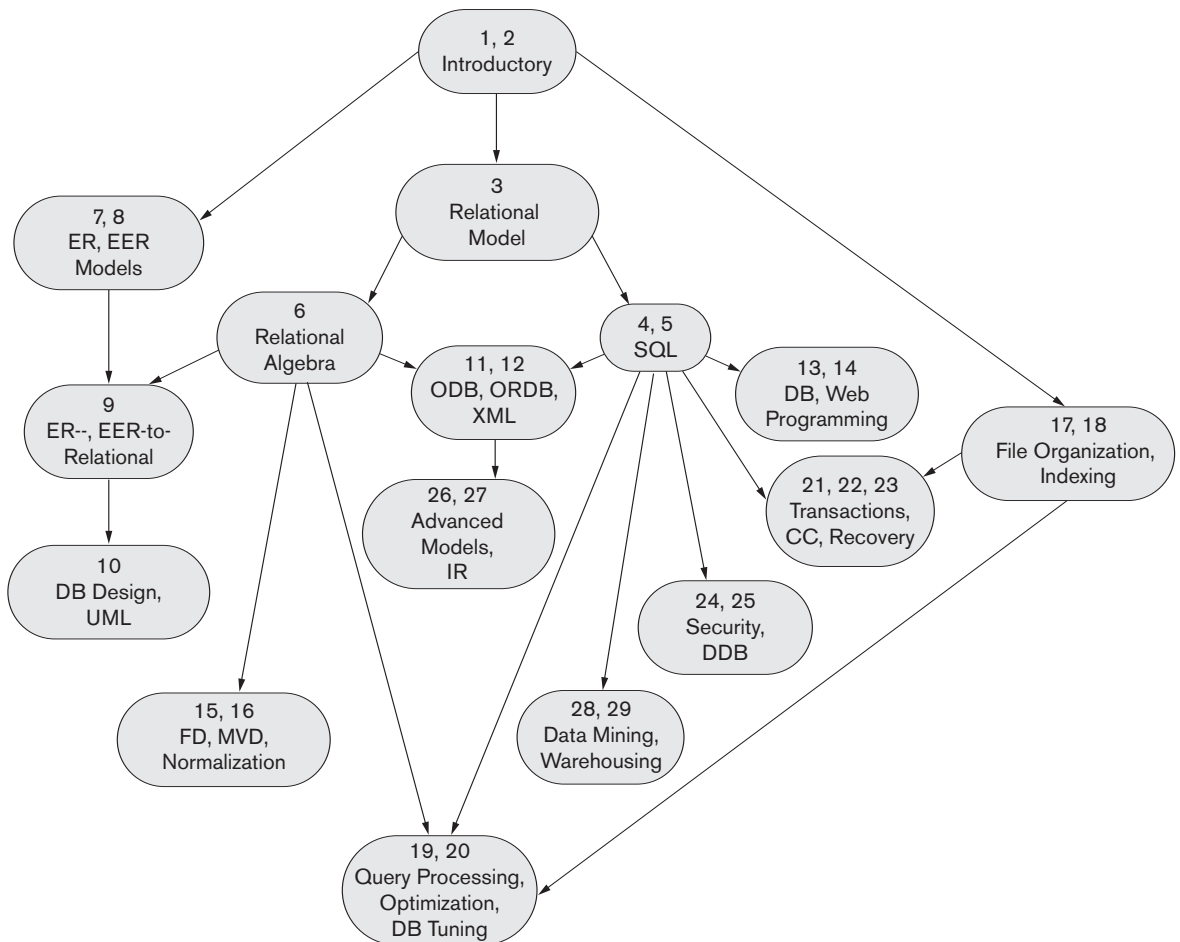 1, 2
Introductory
3
Relational
Model
7, 8
ER, EER
Models
6
Relational
Algebra
4, 5
SQL
11, 12
ODB, ORDB,
XML
13, 14
DB, Web
Programming
9
ER--, EER-to-
Relational
17, 18
File Organization,
Indexing
26, 27
Advanced
Models,
IR
21, 22, 23
Transactions,
CC, Recovery
10
DB Design,
UML
24, 25
Security,
DDB
15, 16
FD, MVD,
Normalization
28, 29
Data Mining,
Warehousing
19, 20
Query Processing,
Optimization,
DB Tuning